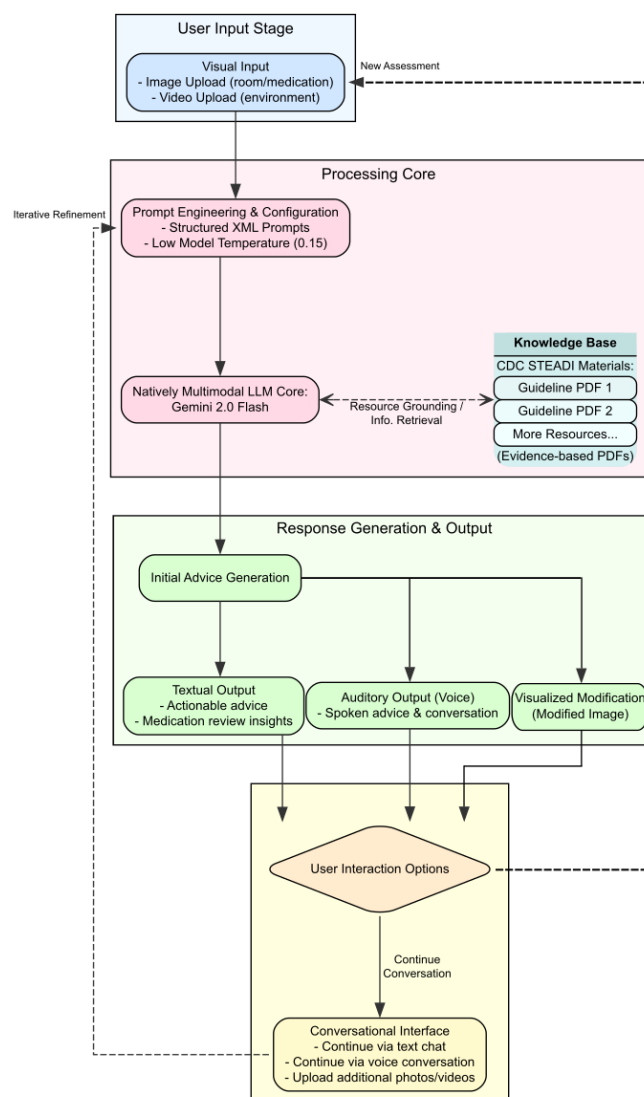 User Input Stage
Visual Input
- Image Upload (room/medication)
- Video Upload (environment)
New Assessment
Processing Core
Iterative Refinement
Prompt Engineering & Configuration
- Structured XML Prompts
- Low Model Temperature (0.15)
Knowledge Base
CDC STEADI Materials:
Guideline PDF 1
Guideline PDF 2
More Resources...
(Evidence-based PDFs)
Natively Multimodal LLM Core:
Gemini 2.0 Flash
Resource Grounding /
Info. Retrieval
Response Generation & Output
Initial Advice Generation
Textual Output
- Actionable advice
- Medication review insights
Auditory Output (Voice)
- Spoken advice & conversation
Visualized Modification
(Modified Image)
User Interaction Options
Continue
Conversation
Conversational Interface
- Continue via text chat
- Continue via voice conversation
- Upload additional photos/videos